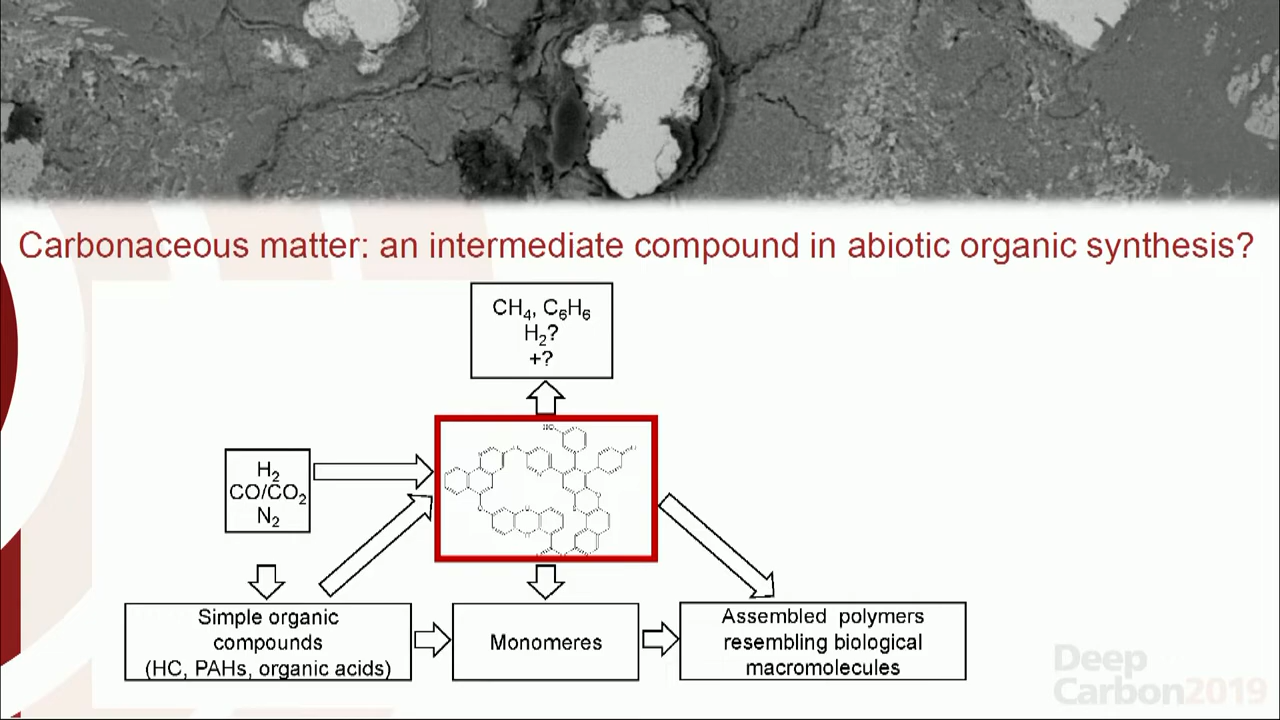 Carbonaceous matter: an intermediate compound in abiotic organic synthesis?
CH₄, C₆H₆
H₂?
+?
HO
H₂
CO/CO₂
N₂
Simple organic
compounds
(HC, PAHs, organic acids)
Monomeres
Assembled polymers
resembling biological
macromolecules
Deep
Carbon2019